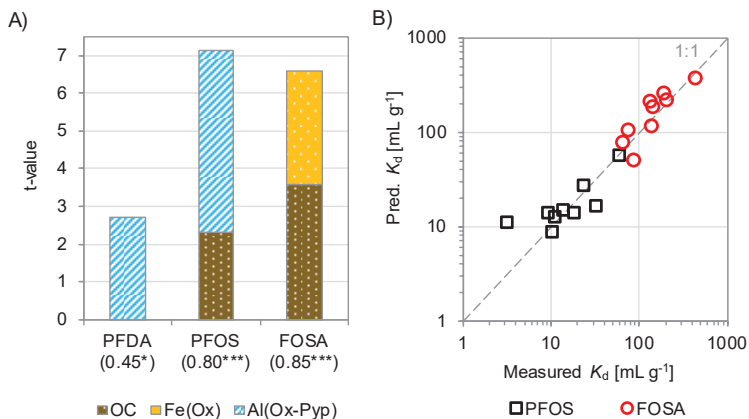 A)
t-value
7
6
5
4
3
2
1
0
PFDA PFOS FOSA
(0.45*) (0.80***) (0.85***)
OC Fe(Ox) Al(Ox-Pyp)
B)
Pred. Kd [mL g-1]
1000
100
10
1
1:1
1 10 100 1000
Measured Kd [mL g-1]
PFOS FOSA